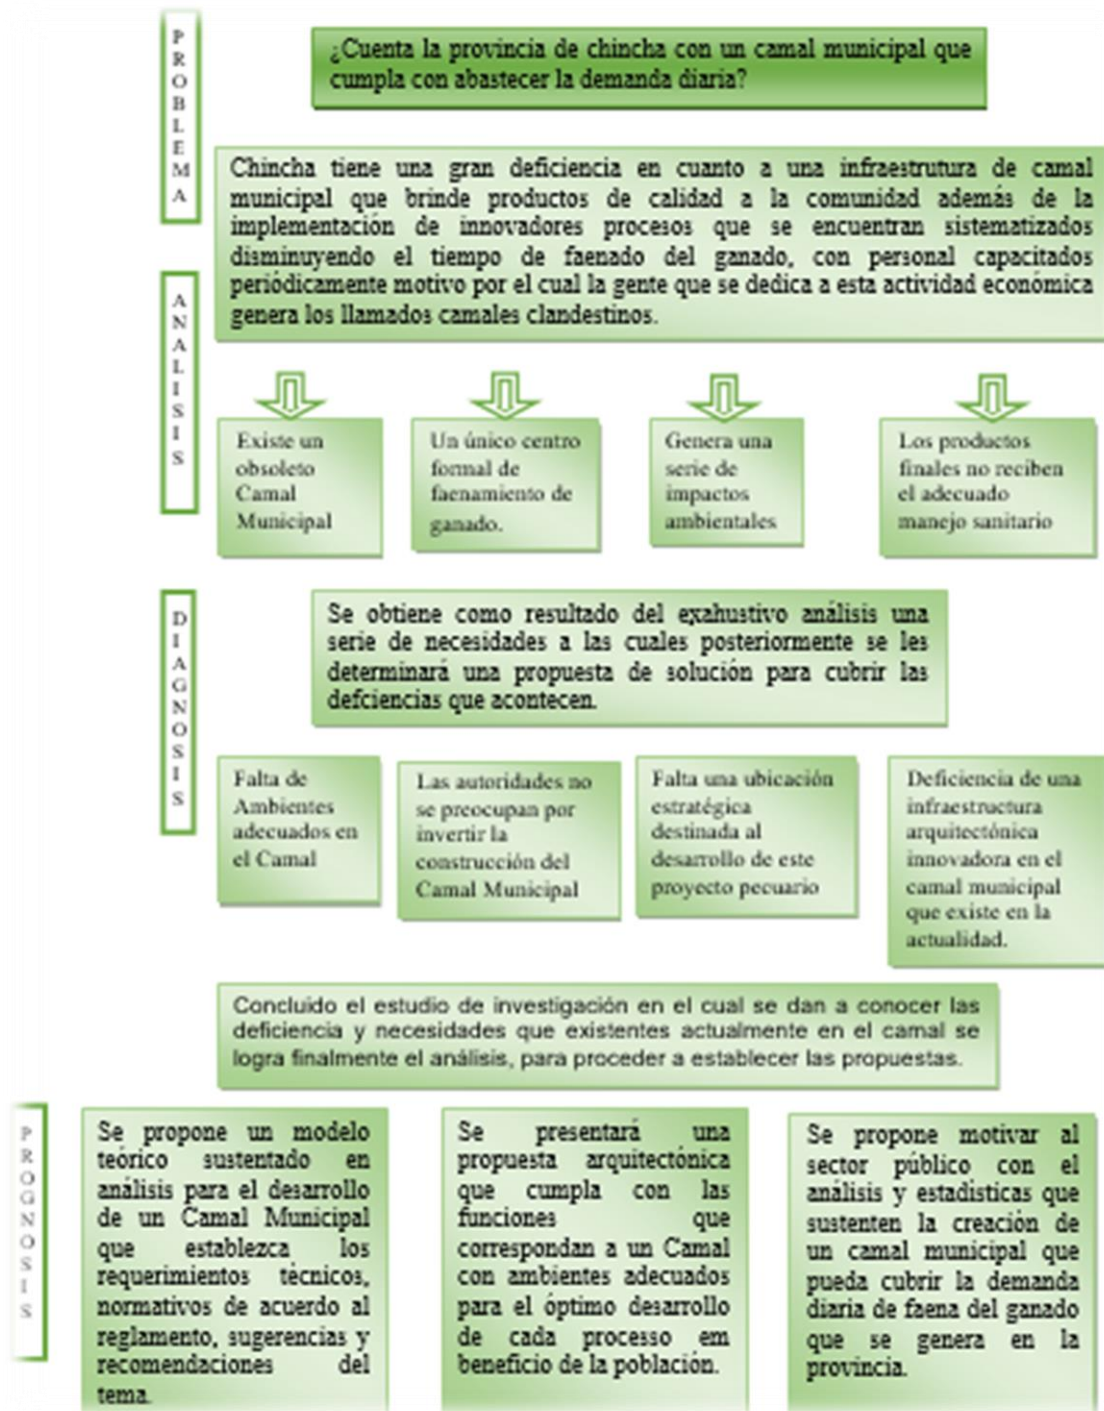 PROBLEMA
¿Cuenta la provincia de chincha con un camal municipal que
cumpla con abastecer la demanda diaria?
Chincha tiene una gran deficiencia en cuanto a una infraestrutura de camal
municipal que brinde productos de calidad a la comunidad además de la
implementación de innovadores procesos que se encuentran sistematizados
disminuyendo el tiempo de faenado del ganado, con personal capacitados
periódicamente motivo por el cual la gente que se dedica a esta actividad económica
genera los llamados camales clandestinos.
ANALISIS
Existe un
obsoleto
Camal
Municipal
Un único centro
formal de
faenamiento de
ganado.
Genera una
serie de
impactos
ambientales
Los productos
finales no reciben
el adecuado
manejo sanitario
DIAGNOSIS
Se obtiene como resultado del exahustivo análisis una
serie de necesidades a las cuales posteriormente se les
determinará una propuesta de solución para cubrir las
defciencias que acontecen.
Falta de
Ambientes
adecuados en
el Camal
Las autoridades no
se preocupan por
invertir la
construcción del
Camal Municipal
Falta una ubicación
estratégica
destinada al
desarrollo de este
proyecto pecuario
Deficiencia de una
infraestructura
arquitectónica
innovadora en el
camal municipal
que existe en la
actualidad.
Concluido el estudio de investigación en el cual se dan a conocer las
deficiencia y necesidades que existentes actualmente en el camal se
logra finalmente el análisis, para proceder a establecer las propuestas.
PROGNOSIS
Se propone un modelo
teórico sustentado en
análisis para el desarrollo
de un Camal Municipal
que establezca los
requerimientos técnicos,
normativos de acuerdo al
reglamento, sugerencias y
recomendaciones del
tema.
Se presentará una
propuesta arquitectónica
que cumpla con las
funciones que
correspondan a un Camal
con ambientes adecuados
para el óptimo desarrollo
de cada processo em
beneficio de la población.
Se propone motivar al
sector público con el
análisis y estadísticas que
sustenten la creación de
un camal municipal que
pueda cubrir la demanda
diaria de faena del ganado
que se genera en la
provincia.